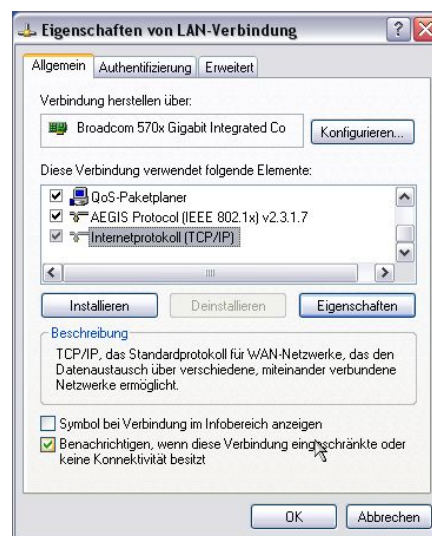 Eigenschaften von LAN-Verbindung
Allgemein Authentifizierung Erweitert
Verbindung herstellen über:
Broadcom 570x Gigabit Integrated Co Konfigurieren...
Diese Verbindung verwendet folgende Elemente:
QoS-Paketplaner
AEGIS Protocol (IEEE 802.1x) v2.3.1.7
Internetprotokoll (TCP/IP)
Installieren Deinstallieren Eigenschaften
Beschreibung
TCP/IP, das Standardprotokoll für WAN-Netzwerke, das den
Datenaustausch über verschiedene, miteinander verbundene
Netzwerke ermöglicht.
Symbol bei Verbindung im Infobereich anzeigen
Benachrichtigen, wenn diese Verbindung eingeschränkte oder
keine Konnektivität besitzt
OK Abbrechen